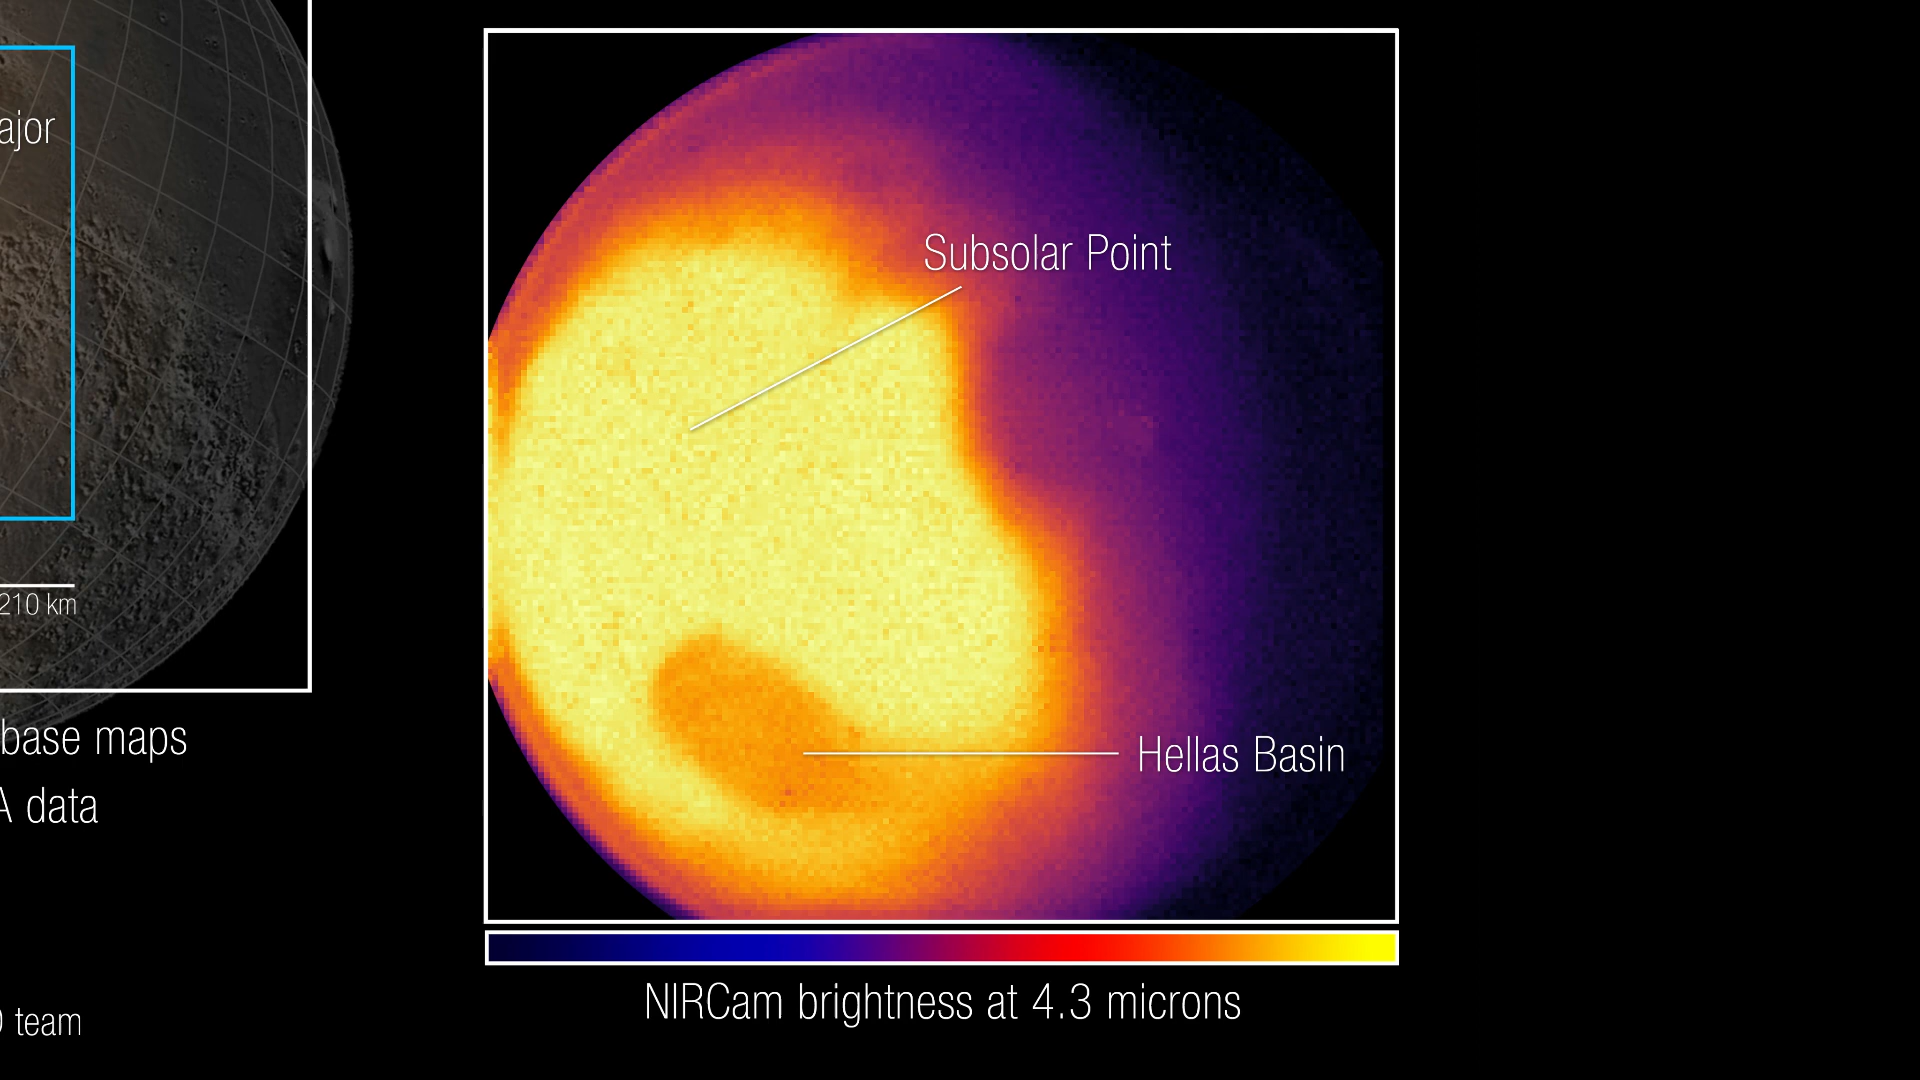 ajor
210 km
base maps
A data
team
Subsolar Point
Hellas Basin
NIRCam brightness at 4.3 microns